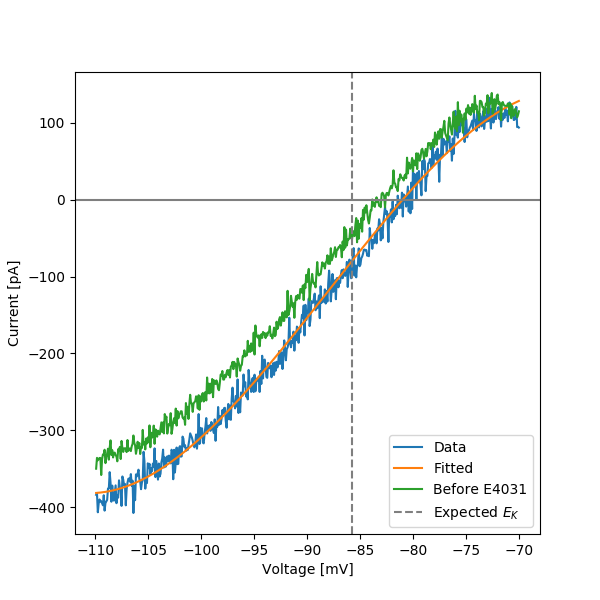 100
0
−100
−200
−300
−400
Current [pA]
Data
Fitted
Before E4031
Expected $E_K$
−110
−105
−100
−95
−90
−85
−80
−75
−70
Voltage [mV]